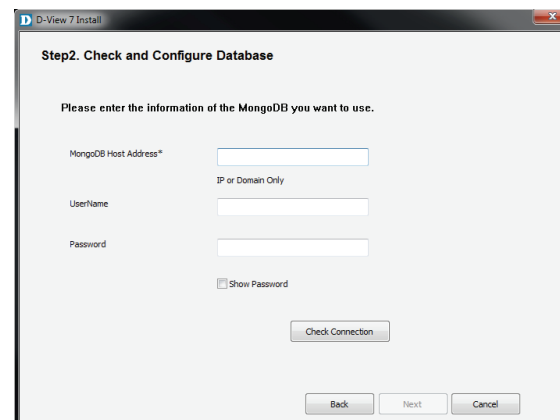 D-View 7 Install
Step2. Check and Configure Database
Please enter the information of the MongoDB you want to use.
MongoDB Host Address*
IP or Domain Only
UserName
Password
Show Password
Check Connection
Back Next Cancel